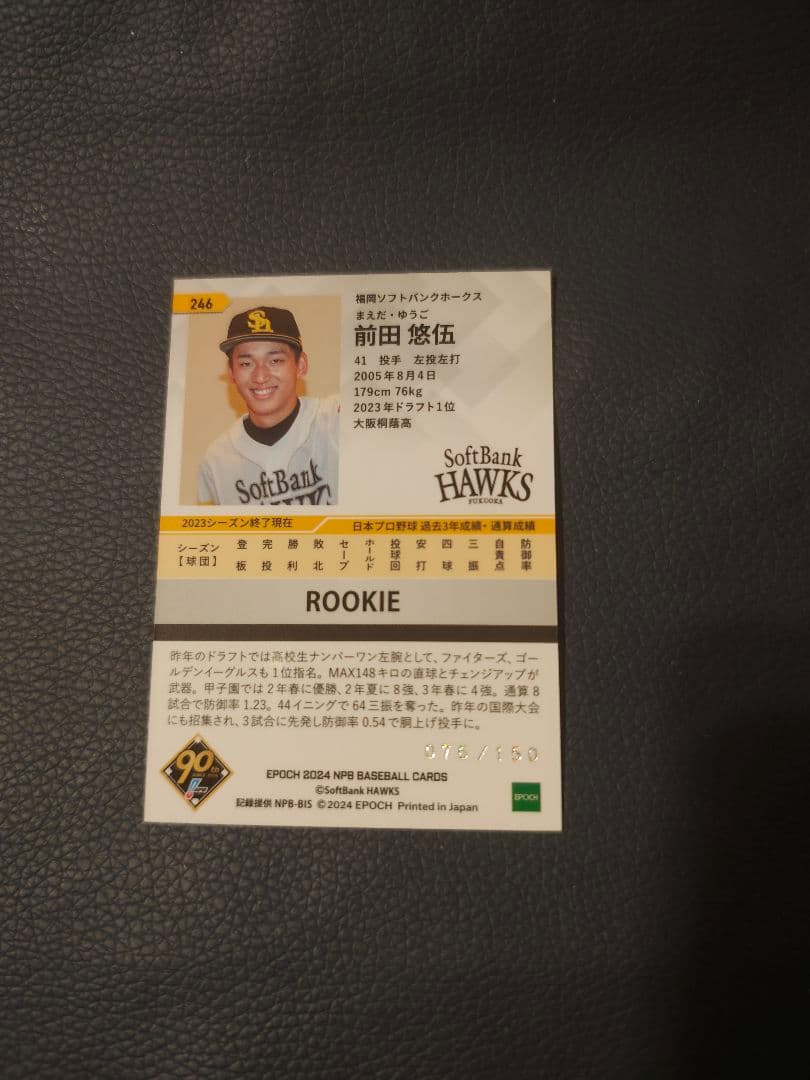 246
福岡ソフトバンクホークス
まえだ・ゆうご
前田 悠伍
41 投手 左投左打
2005年8月4日
179cm 76kg
2023年ドラフト1位
大阪桐蔭高
SoftBank
HAWKS
SoftBank
HAWKS
FUKUOKA
2023シーズン終了現在
日本プロ野球 過去3年成績・通算成績
シーズン【球団】 登板 完投 勝利 敗北 セーブ ホールド 投球回 安打 四球 三振 自責点 防御率
ROOKIE
昨年のドラフトでは高校生ナンバーワン左腕として、ファイターズ、ゴー
ルデンイーグルスも1位指名。MAX148キロの直球とチェンジアップが
武器。甲子園では2年春に優勝、2年夏に8強、3年春に4強。通算8
試合で防御率1.23。44イニングで64三振を奪った。昨年の国際大会
にも招集され、3試合に先発し防御率0.54で胴上げ投手に。
076/150
90th
EPOCH 2024 NPB BASEBALL CARDS
©SoftBank HAWKS
記録提供 NPB-BIS ©2024 EPOCH Printed in Japan
EPOCH